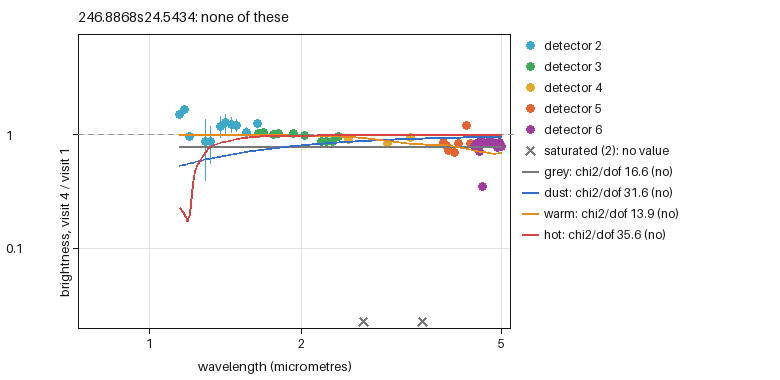 246.8868s24.5434: none of these
brightness, visit 4 / visit 1
1
0.1
1
2
5
wavelength (micrometres)
detector 2
detector 3
detector 4
detector 5
detector 6
saturated (2): no value
grey: chi2/dof 16.6 (no)
dust: chi2/dof 31.6 (no)
warm: chi2/dof 13.9 (no)
hot: chi2/dof 35.6 (no)